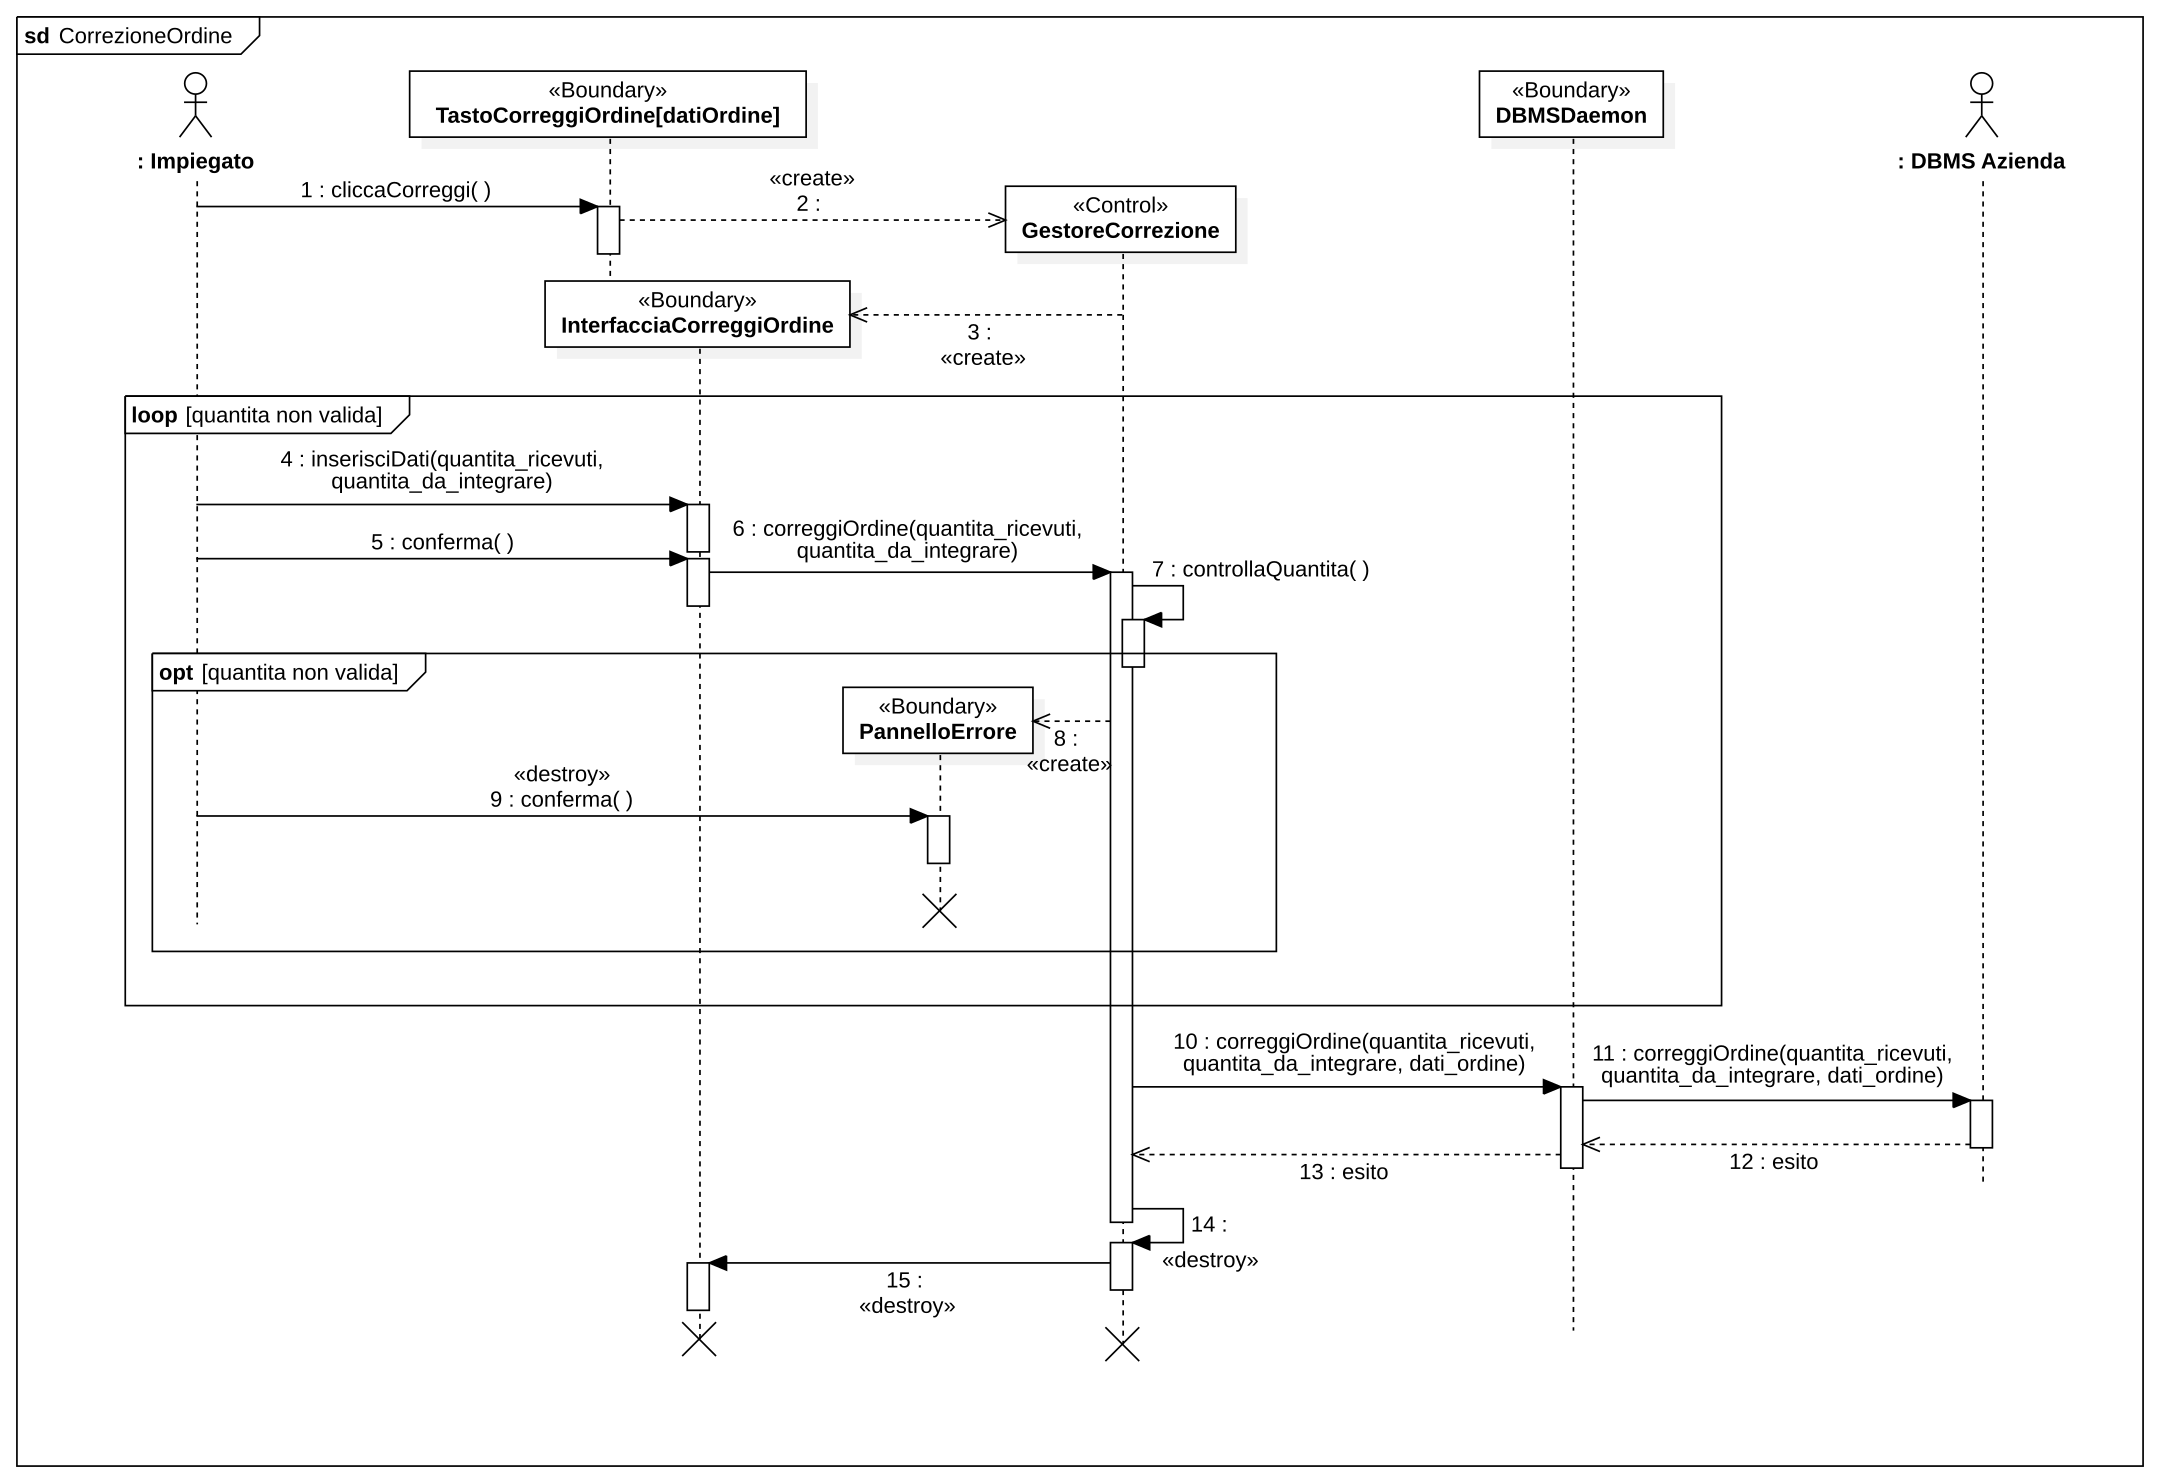 sd CorrezioneOrdine
«Boundary»
TastoCorreggiOrdine[datiOrdine]
«Boundary»
DBMSDaemon
: Impiegato
: DBMS Azienda
1 : cliccaCorreggi( )
«create»
2 :
«Control»
GestoreCorrezione
«Boundary»
InterfacciaCorreggiOrdine
3 :
«create»
loop [quantita non valida]
4 : inserisciDati(quantita_ricevuti,
quantita_da_integrare)
5 : conferma( )
6 : correggiOrdine(quantita_ricevuti,
quantita_da_integrare)
7 : controllaQuantita( )
opt [quantita non valida]
«Boundary»
PannelloErrore
8 :
«create»
«destroy»
9 : conferma( )
10 : correggiOrdine(quantita_ricevuti,
quantita_da_integrare, dati_ordine)
11 : correggiOrdine(quantita_ricevuti,
quantita_da_integrare, dati_ordine)
12 : esito
13 : esito
14 :
«destroy»
15 :
«destroy»